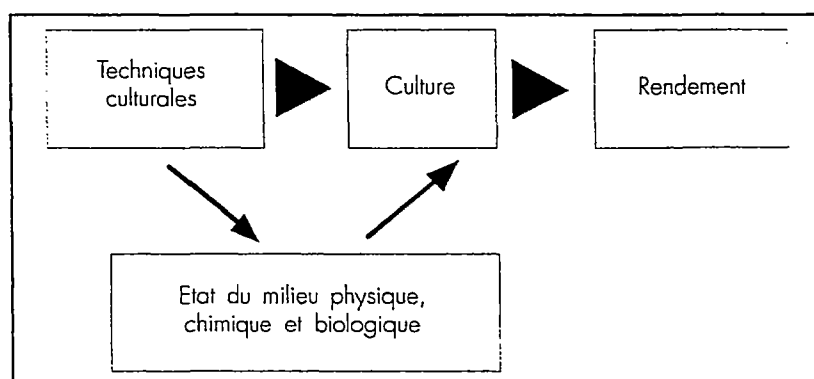 Techniques
culturales
Culture
Rendement
Etat du milieu physique,
chimique et biologique